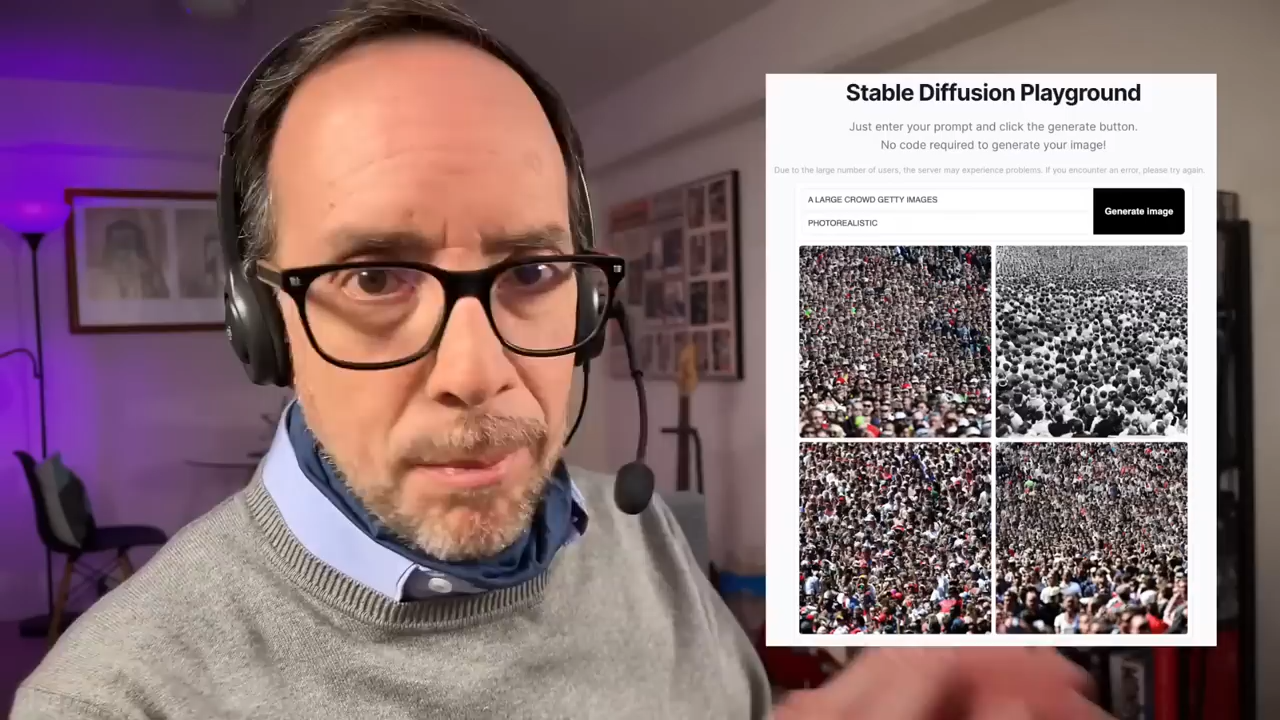 Stable Diffusion Playground
Just enter your prompt and click the generate button.
No code required to generate your image!
Due to the large number of users, the server may experience problems. If you encounter an error, please try again.
A LARGE CROWD GETTY IMAGES
Generate image
PHOTOREALISTIC